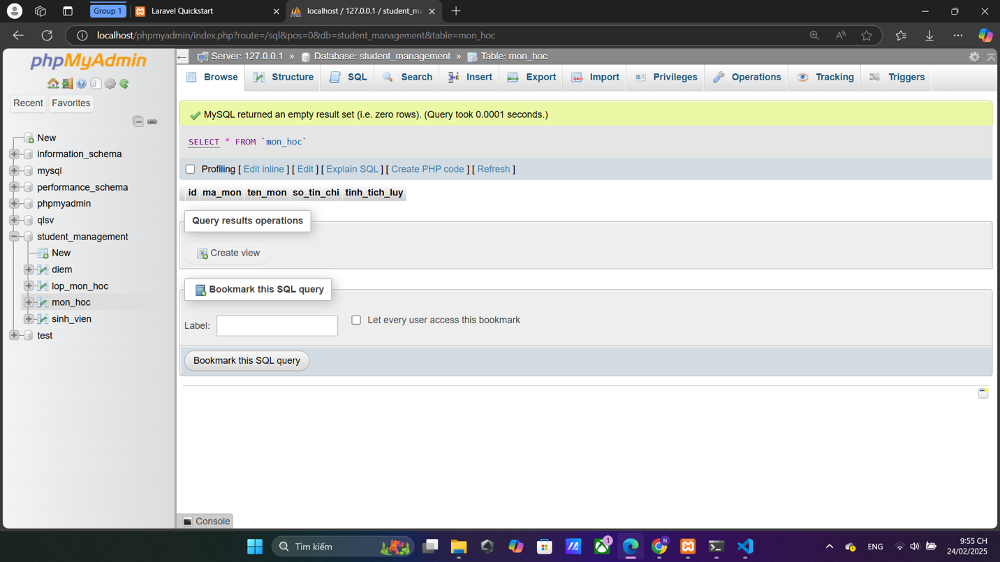 Group 1
Laravel Quickstart
localhost / 127.0.0.1 / student_ma
localhost/phpmyadmin/index.php?route=/sql&pos=0&db=student_management&table=mon_hoc
phpMyAdmin
Recent
Favorites
New
information_schema
mysql
performance_schema
phpmyadmin
qlsv
student_management
New
diem
lop_mon_hoc
mon_hoc
sinh_vien
test
Server: 127.0.0.1 » Database: student_management » Table: mon_hoc
Browse Structure SQL Search Insert Export Import Privileges Operations Tracking Triggers
MySQL returned an empty result set (i.e. zero rows). (Query took 0.0001 seconds.)
SELECT * FROM `mon_hoc`
Profiling [ Edit inline ] [ Edit ] [ Explain SQL ] [ Create PHP code ] [ Refresh ]
id ma_mon ten_mon so_tin_chi tinh_tich_luy
Query results operations
Create view
Bookmark this SQL query
Label:
Let every user access this bookmark
Bookmark this SQL query
Console
Tìm kiếm
1
N
ENG
9:55 CH
24/02/2025